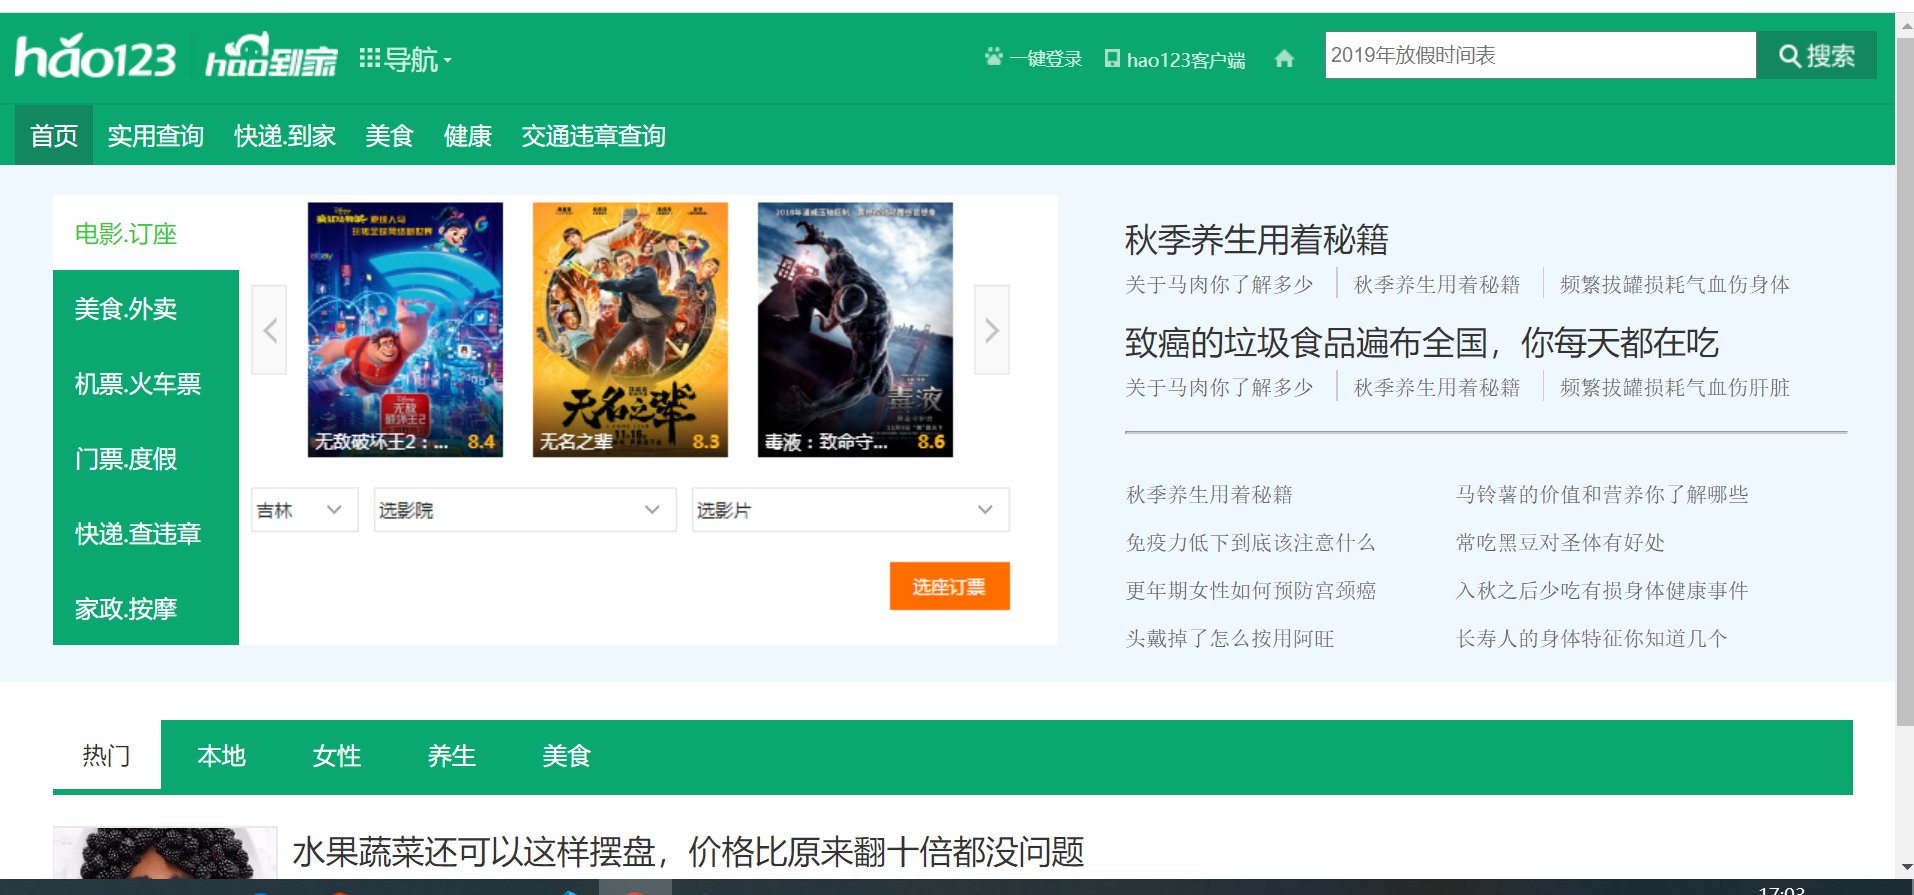 hao123 hao到家 导航 一键登录 hao123客户端 2019年放假时间表 搜索
首页 实用查询 快递.到家 美食 健康 交通违章查询
电影.订座
美食.外卖
机票.火车票
门票.度假
快递.查违章
家政.按摩
无敌破坏王2：... 8.4
无名之辈 8.3
毒液：致命守... 8.6
吉林 选影院 选影片
选座订票
秋季养生用着秘籍
关于马肉你了解多少 秋季养生用着秘籍 频繁拔罐损耗气血伤身体
致癌的垃圾食品遍布全国，你每天都在吃
关于马肉你了解多少 秋季养生用着秘籍 频繁拔罐损耗气血伤肝脏
秋季养生用着秘籍 马铃薯的价值和营养你了解哪些
免疫力低下到底该注意什么 常吃黑豆对圣体有好处
更年期女性如何预防宫颈癌 入秋之后少吃有损身体健康事件
头戴掉了怎么按用阿旺 长寿人的身体特征你知道几个
热门 本地 女性 养生 美食
水果蔬菜还可以这样摆盘，价格比原来翻十倍都没问题